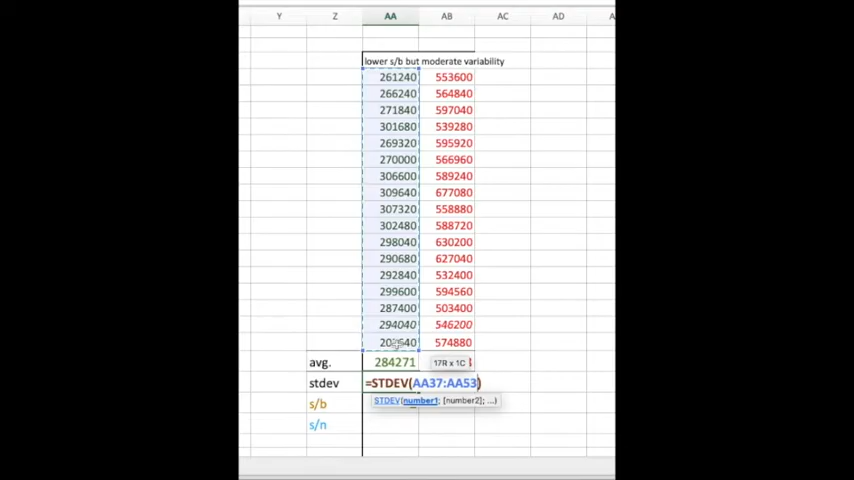 Y Z AA AB AC AD
lower s/b but moderate variability
261240 553600
266240 564840
271840 597040
301680 539280
269320 595920
270000 566960
306600 589240
309640 677080
307320 558880
302480 588720
298040 630200
290680 627040
292840 532400
299600 594560
287400 503400
294040 546200
574880
avg. 284271 17R x 1C
stdev =STDEV(AA37:AA53)
s/b STDEV(number1; [number2]; ...)
s/n